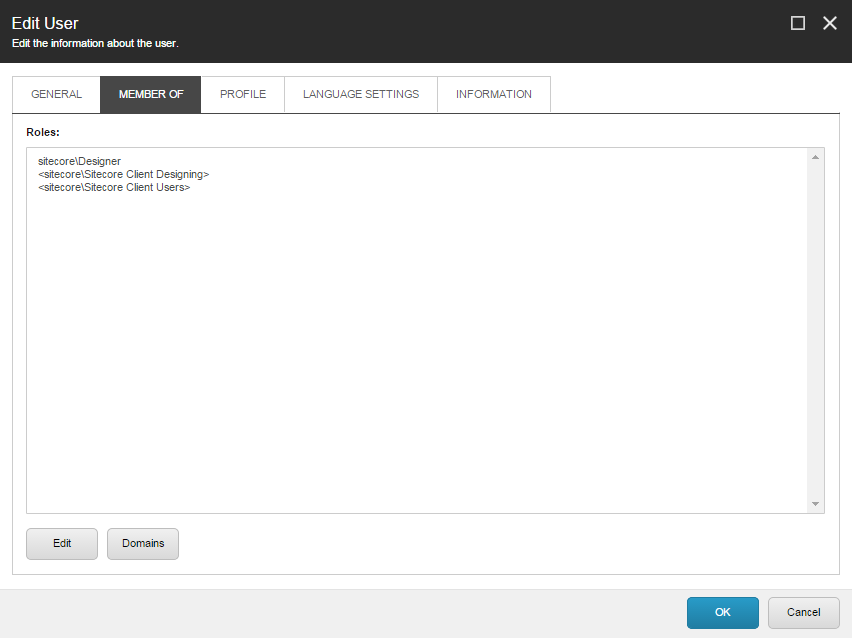 Edit User
Edit the information about the user.
GENERAL MEMBER OF PROFILE LANGUAGE SETTINGS INFORMATION
Roles:
sitecore\Designer
<sitecore\Sitecore Client Designing>
<sitecore\Sitecore Client Users>
Edit Domains
OK Cancel